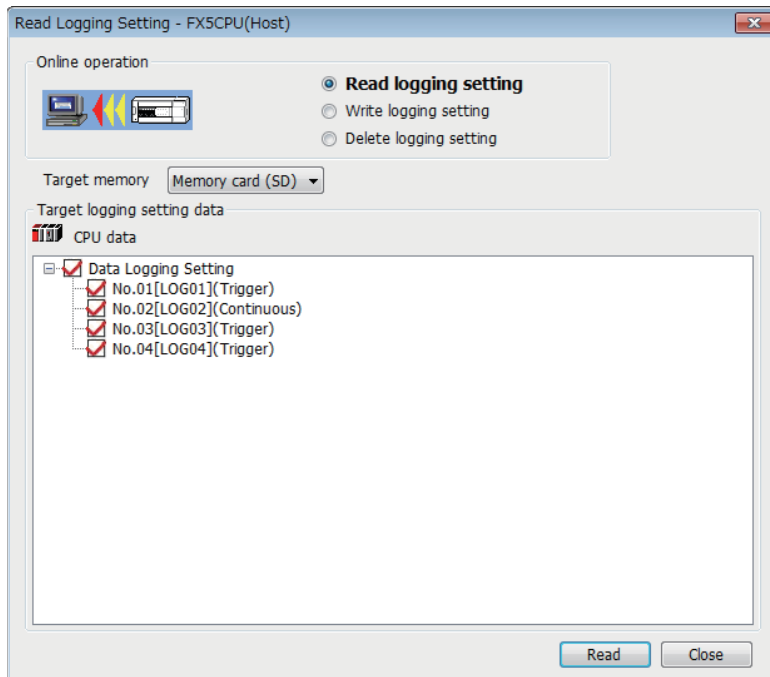 Read Logging Setting - FX5CPU(Host)
Online operation
Read logging setting
Write logging setting
Delete logging setting
Target memory Memory card (SD)
Target logging setting data
CPU data
Data Logging Setting
No.01[LOG01](Trigger)
No.02[LOG02](Continuous)
No.03[LOG03](Trigger)
No.04[LOG04](Trigger)
Read Close